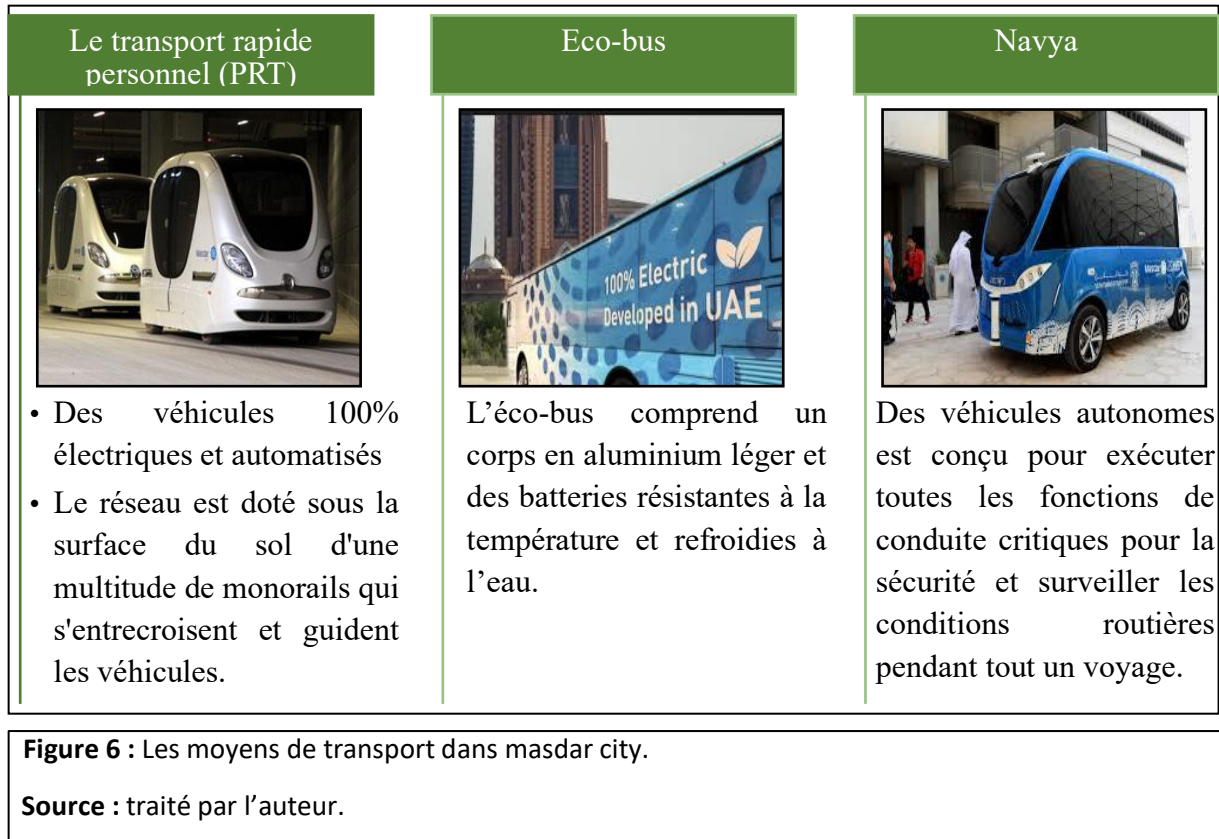 Le transport rapide
personnel (PRT)
Eco-bus
Navya
100% Electric
Developed in UAE
• Des véhicules 100%
électriques et automatisés
• Le réseau est doté sous la
surface du sol d'une
multitude de monorails qui
s'entrecroisent et guident
les véhicules.
L’éco-bus comprend un
corps en aluminium léger et
des batteries résistantes à la
température et refroidies à
l’eau.
Des véhicules autonomes
est conçu pour exécuter
toutes les fonctions de
conduite critiques pour la
sécurité et surveiller les
conditions routières
pendant tout un voyage.
Figure 6 : Les moyens de transport dans masdar city.
Source : traité par l’auteur.